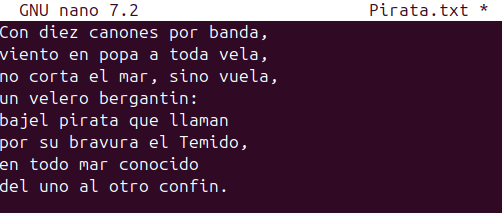 GNU nano 7.2 Pirata.txt *
Con diez canones por banda,
viento en popa a toda vela,
no corta el mar, sino vuela,
un velero bergantin:
bajel pirata que llaman
por su bravura el Temido,
en todo mar conocido
del uno al otro confin.